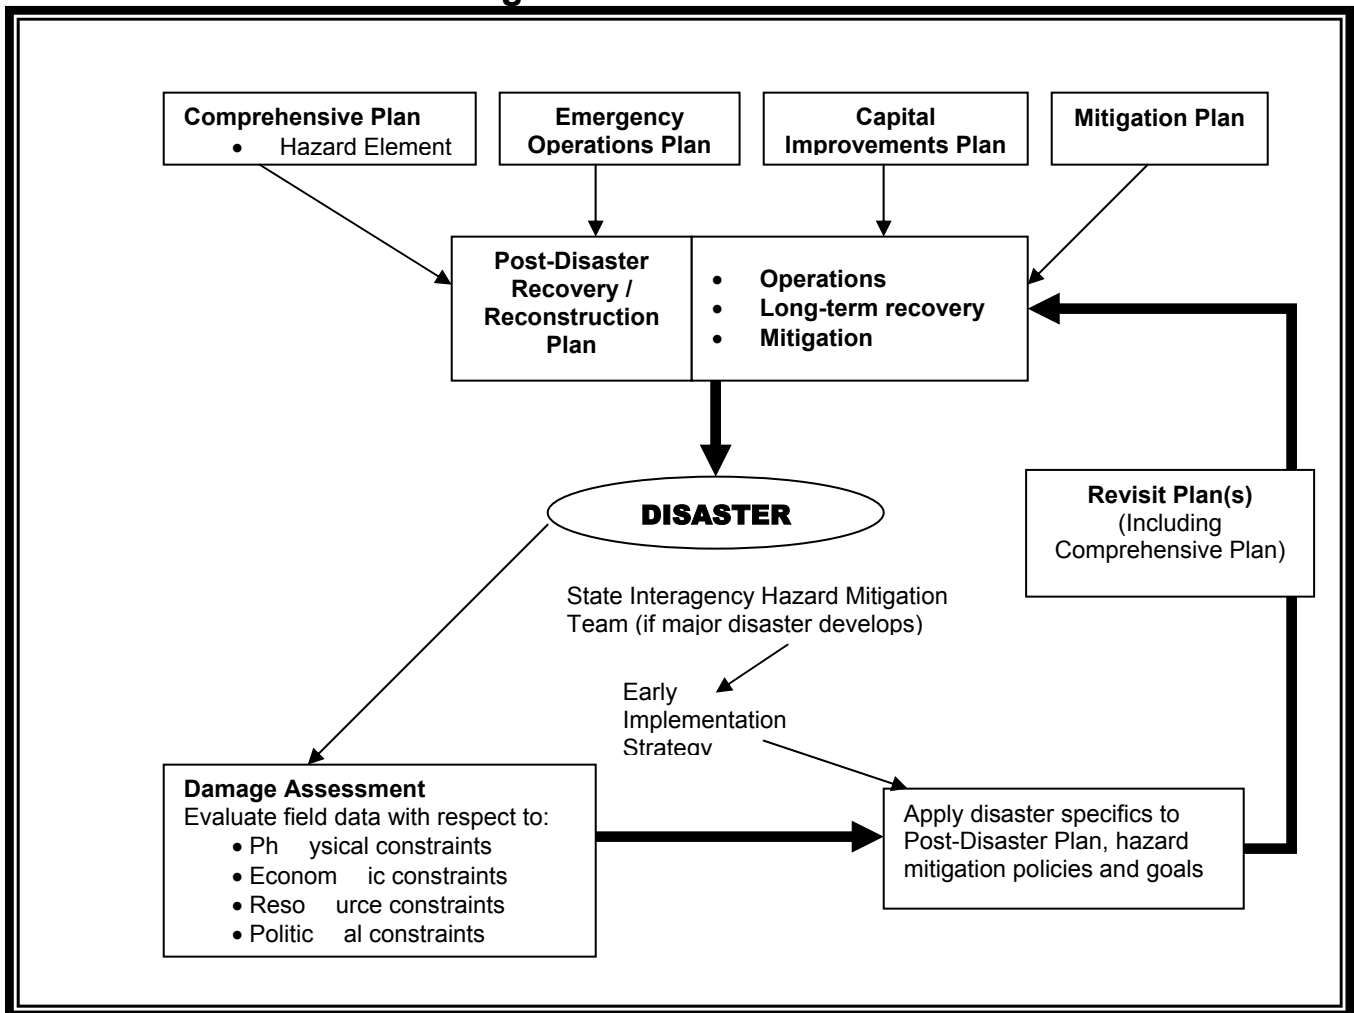 Comprehensive Plan
• Hazard Element
Emergency
Operations Plan
Capital
Improvements Plan
Mitigation Plan
Post-Disaster
Recovery /
Reconstruction
Plan
• Operations
• Long-term recovery
• Mitigation
DISASTER
Revisit Plan(s)
(Including
Comprehensive Plan)
State Interagency Hazard Mitigation
Team (if major disaster develops)
Early
Implementation
Strategy
Damage Assessment
Evaluate field data with respect to:
• Ph ysical constraints
• Econom ic constraints
• Reso urce constraints
• Politic al constraints
Apply disaster specifics to
Post-Disaster Plan, hazard
mitigation policies and goals